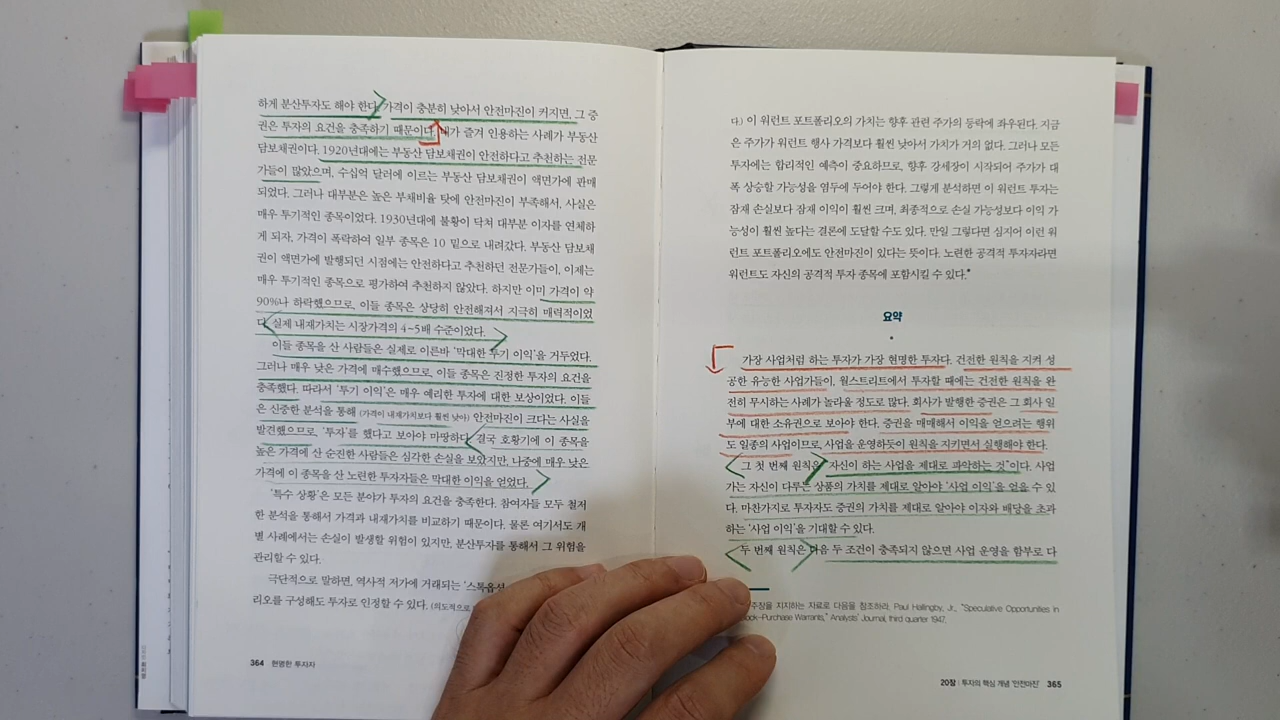 하게 분산투자도 해야 한다. 가격이 충분히 낮아서 안전마진이 커지면, 그 증
권은 투자의 요건을 충족하기 때문이다. 내가 즐겨 인용하는 사례가 부동산
담보채권이다. 1920년대에는 부동산 담보채권이 안전하다고 추천하는 전문
가들이 많았으며, 수십억 달러에 이르는 부동산 담보채권이 액면가에 판매
되었다. 그러나 대부분은 높은 부채비율 탓에 안전마진이 부족해서, 사실은
매우 투기적인 종목이었다. 1930년대에 불황이 닥쳐 대부분 이자를 연체하
게 되자, 가격이 폭락하여 일부 종목은 10 밑으로 내려갔다. 부동산 담보채
권이 액면가에 발행되던 시점에는 안전하다고 추천하던 전문가들이, 이제는
매우 투기적인 종목으로 평가하여 추천하지 않았다. 하지만 이미 가격이 약
90%나 하락했으므로, 이들 종목은 상당히 안전해져서 지극히 매력적이었
다. 실제 내재가치는 시장가격의 4~5배 수준이었다.
이들 종목을 산 사람들은 실제로 이른바 '막대한 투기 이익'을 거두었다.
그러나 매우 낮은 가격에 매수했으므로, 이들 종목은 진정한 투자의 요건을
충족했다. 따라서 '투기 이익'은 매우 예리한 투자에 대한 보상이었다. 이들
은 신중한 분석을 통해 (가격이 내재가치보다 훨씬 낮아) 안전마진이 크다는 사실을
발견했으므로, '투자'를 했다고 보아야 마땅하다. 결국 호황기에 이 종목을
높은 가격에 산 순진한 사람들은 심각한 손실을 보았지만, 나중에 매우 낮은
가격에 이 종목을 산 노련한 투자자들은 막대한 이익을 얻었다.
'특수 상황'은 모든 분야가 투자의 요건을 충족한다. 참여자들 모두 철저
한 분석을 통해서 가격과 내재가치를 비교하기 때문이다. 물론 여기서도 개
별 사례에서는 손실이 발생할 위험이 있지만, 분산투자를 통해서 그 위험을
관리할 수 있다.
극단적으로 말하면, 역사적 저가에 거래되는 '스톡옵션
리오를 구성해도 투자로 인정할 수 있다. (의도적으로
364 현명한 투자자
다.) 이 워런트 포트폴리오의 가치는 향후 관련 주가의 등락에 좌우된다. 지금
은 주가가 워런트 행사 가격보다 훨씬 낮아서 가치가 거의 없다. 그러나 모든
투자에는 합리적인 예측이 중요하므로, 향후 강세장이 시작되어 주가가 대
폭 상승할 가능성을 염두에 두어야 한다. 그렇게 분석하면 이 워런트 투자는
잠재 손실보다 잠재 이익이 훨씬 크며, 최종적으로 손실 가능성보다 이익 가
능성이 훨씬 높다는 결론에 도달할 수도 있다. 만일 그렇다면 심지어 이런 워
런트 포트폴리오에도 안전마진이 있다는 뜻이다. 노련한 공격적 투자자라면
워런트도 자신의 공격적 투자 종목에 포함시킬 수 있다.*
요약
가장 사업처럼 하는 투자가 가장 현명한 투자다. 건전한 원칙을 지켜 성
공한 유능한 사업가들이, 월스트리트에서 투자할 때에는 건전한 원칙을 완
전히 무시하는 사례가 놀라울 정도로 많다. 회사가 발행한 증권은 그 회사 일
부에 대한 소유권으로 보아야 한다. 증권을 매매해서 이익을 얻으려는 행위
도 일종의 사업이므로, 사업을 운영하듯이 원칙을 지키면서 실행해야 한다.
그 첫 번째 원칙은 '자신이 하는 사업을 제대로 파악하는 것'이다. 사업
가는 자신이 다루는 상품의 가치를 제대로 알아야 '사업 이익'을 얻을 수 있
다. 마찬가지로 투자자도 증권의 가치를 제대로 알아야 이자와 배당을 초과
하는 '사업 이익'을 기대할 수 있다.
두 번째 원칙은 다음 두 조건이 충족되지 않으면 사업 운영을 함부로 다
주장을 지지하는 자료로 다음을 참조하라. Paul Hallingby, Jr., "Speculative Opportunities in
ock-Purchase Warrants," Analysts' Journal, third quarter 1947.
20장 : 투자의 핵심 개념 '안전마진' 365